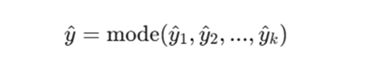 ŷ = mode(ŷ₁, ŷ₂, ..., ŷₖ)